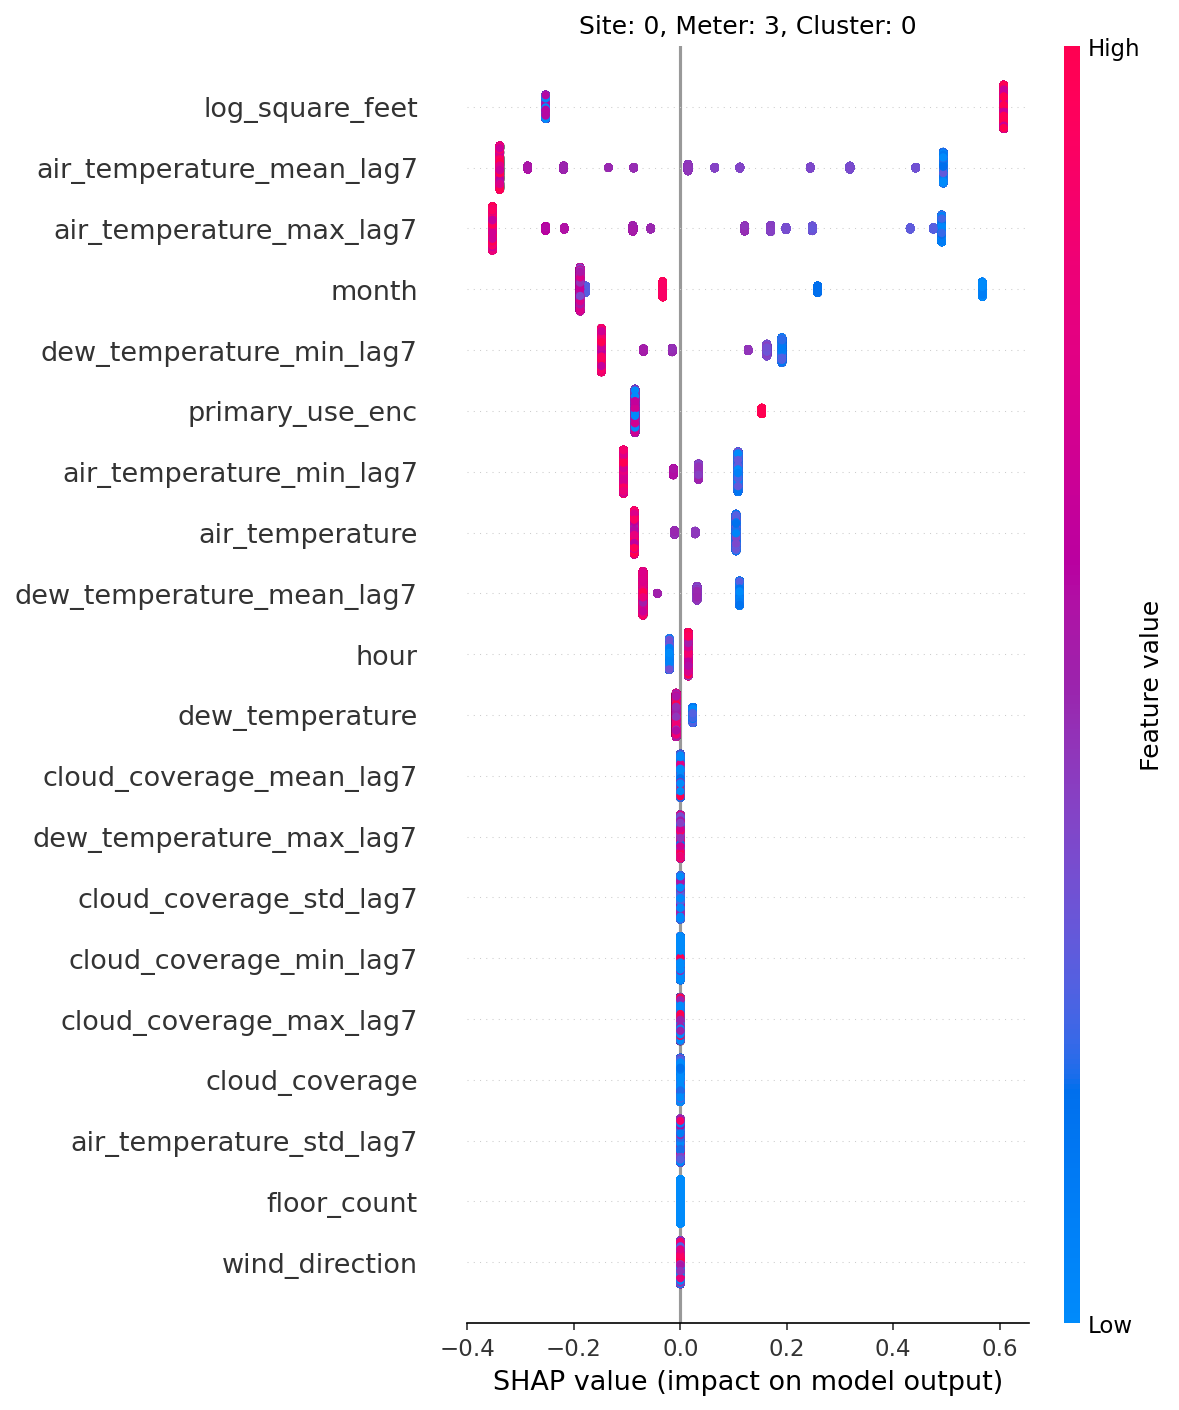 Site: 0, Meter: 3, Cluster: 0
High
log_square_feet
air_temperature_mean_lag7
air_temperature_max_lag7
month
dew_temperature_min_lag7
primary_use_enc
air_temperature_min_lag7
air_temperature
dew_temperature_mean_lag7
hour
dew_temperature
cloud_coverage_mean_lag7
dew_temperature_max_lag7
cloud_coverage_std_lag7
cloud_coverage_min_lag7
cloud_coverage_max_lag7
cloud_coverage
air_temperature_std_lag7
floor_count
wind_direction
Feature value
Low
−0.4 −0.2 0.0 0.2 0.4 0.6
SHAP value (impact on model output)